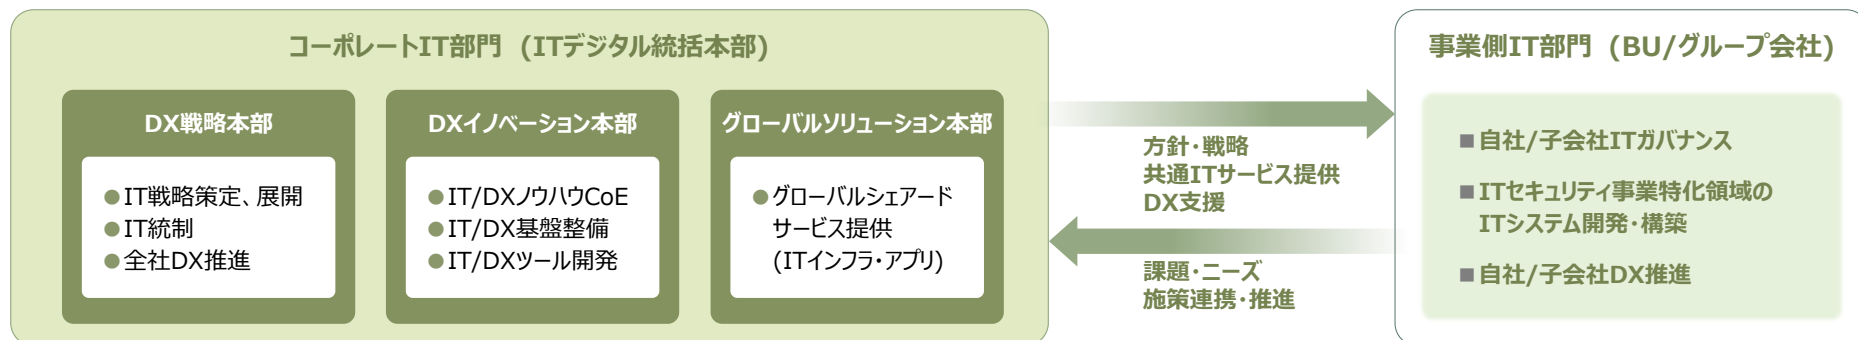 コーポレートIT部門 (ITデジタル統括本部)
DX戦略本部
●IT戦略策定、展開
●IT統制
●全社DX推進
DXイノベーション本部
●IT/DXノウハウCoE
●IT/DX基盤整備
●IT/DXツール開発
グローバルソリューション本部
●グローバルシェアード
サービス提供
(ITインフラ・アプリ)
方針・戦略
共通ITサービス提供
DX支援
課題・ニーズ
施策連携・推進
事業側IT部門 (BU/グループ会社)
■自社/子会社ITガバナンス
■ITセキュリティ事業特化領域の
ITシステム開発・構築
■自社/子会社DX推進